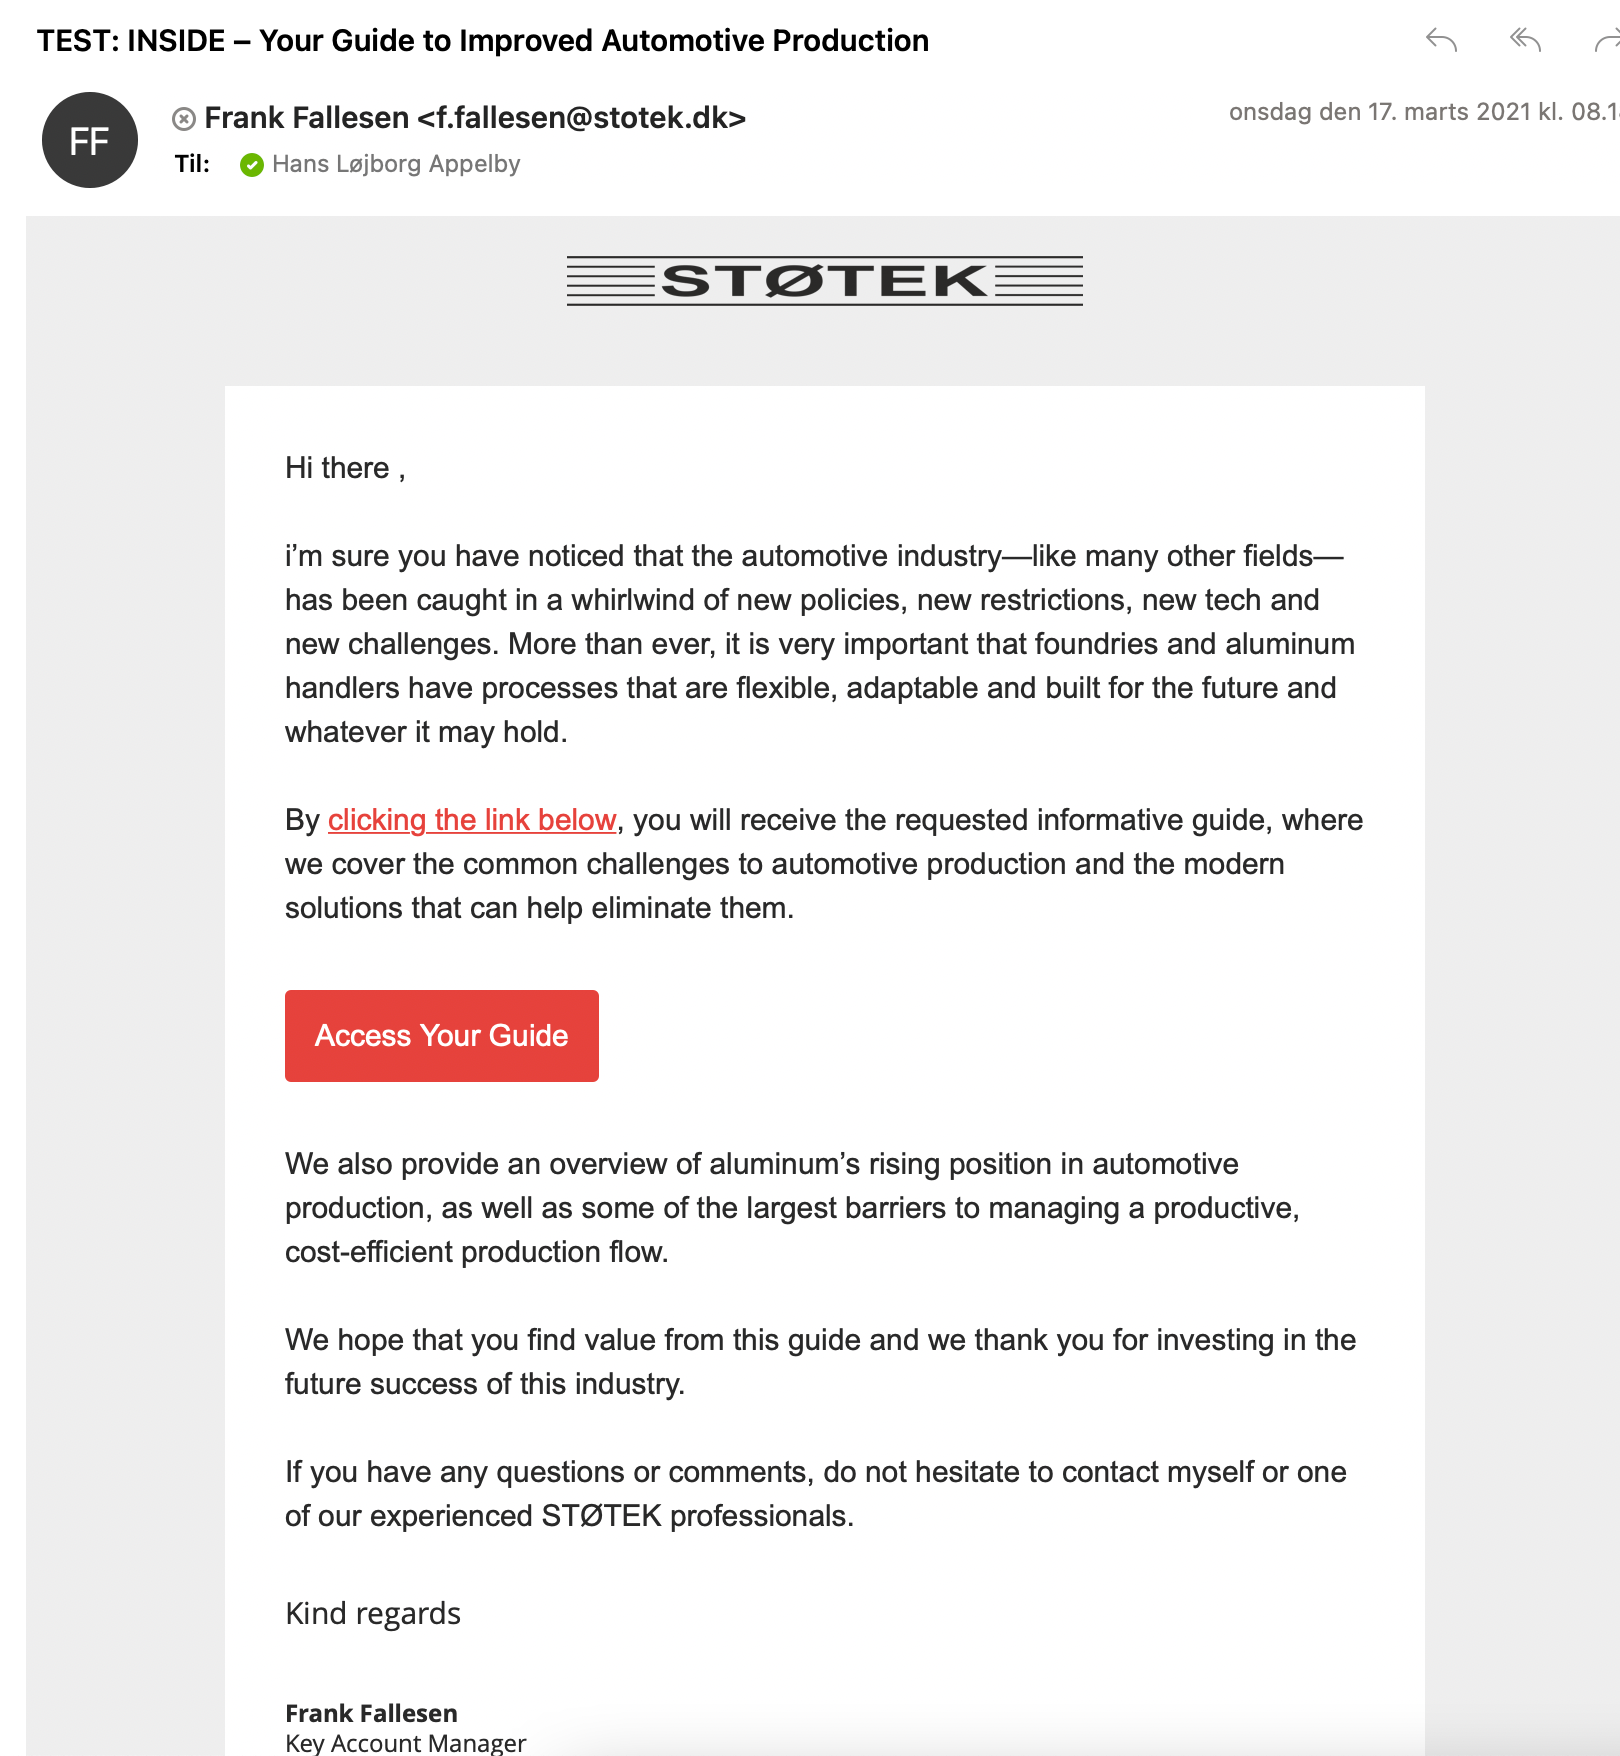 TEST: INSIDE – Your Guide to Improved Automotive Production
FF
Frank Fallesen <f.fallesen@stotek.dk>
onsdag den 17. marts 2021 kl. 08.1
Til: Hans Løjborg Appelby
STØTEK
Hi there ,
i’m sure you have noticed that the automotive industry—like many other fields—
has been caught in a whirlwind of new policies, new restrictions, new tech and
new challenges. More than ever, it is very important that foundries and aluminum
handlers have processes that are flexible, adaptable and built for the future and
whatever it may hold.
By clicking the link below, you will receive the requested informative guide, where
we cover the common challenges to automotive production and the modern
solutions that can help eliminate them.
Access Your Guide
We also provide an overview of aluminum’s rising position in automotive
production, as well as some of the largest barriers to managing a productive,
cost-efficient production flow.
We hope that you find value from this guide and we thank you for investing in the
future success of this industry.
If you have any questions or comments, do not hesitate to contact myself or one
of our experienced STØTEK professionals.
Kind regards
Frank Fallesen
Key Account Manager